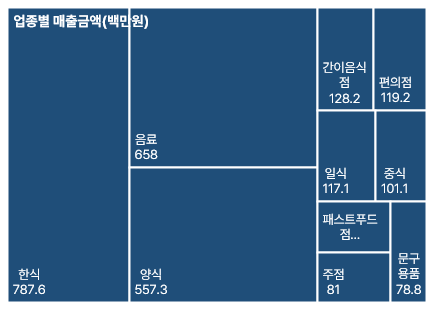 업종별 매출금액(백만원)
한식
787.6
음료
658
양식
557.3
간이음식
점
128.2
편의점
119.2
일식
117.1
중식
101.1
패스트푸드
점...
주점
81
문구
용품
78.8